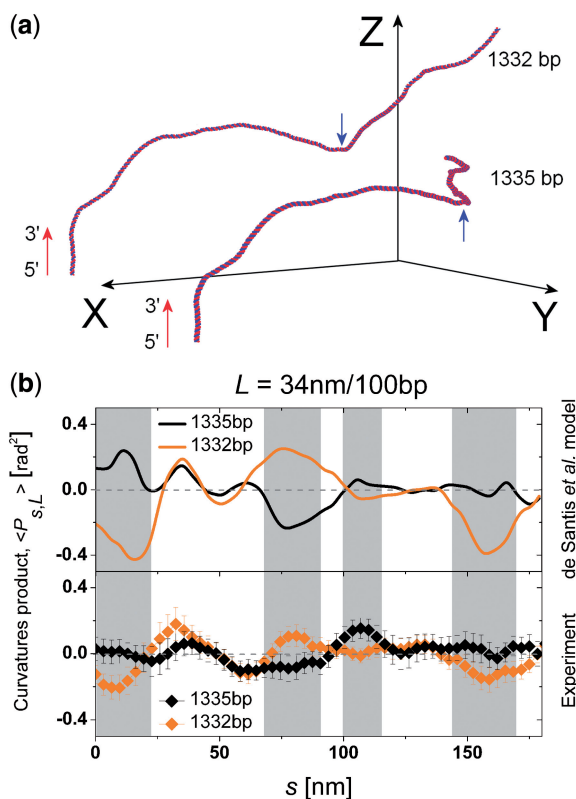 (a)
Z
1332 bp
1335 bp
3'
5'
3'
5'
X
Y
(b)
L = 34nm/100bp
0.4
0.0
-0.4
1335bp
1332bp
de Santis et al. model
Curvatures product, <P s,L > [rad²]
0.4
0.0
-0.4
1335bp
1332bp
Experiment
0
50
100
150
s [nm]